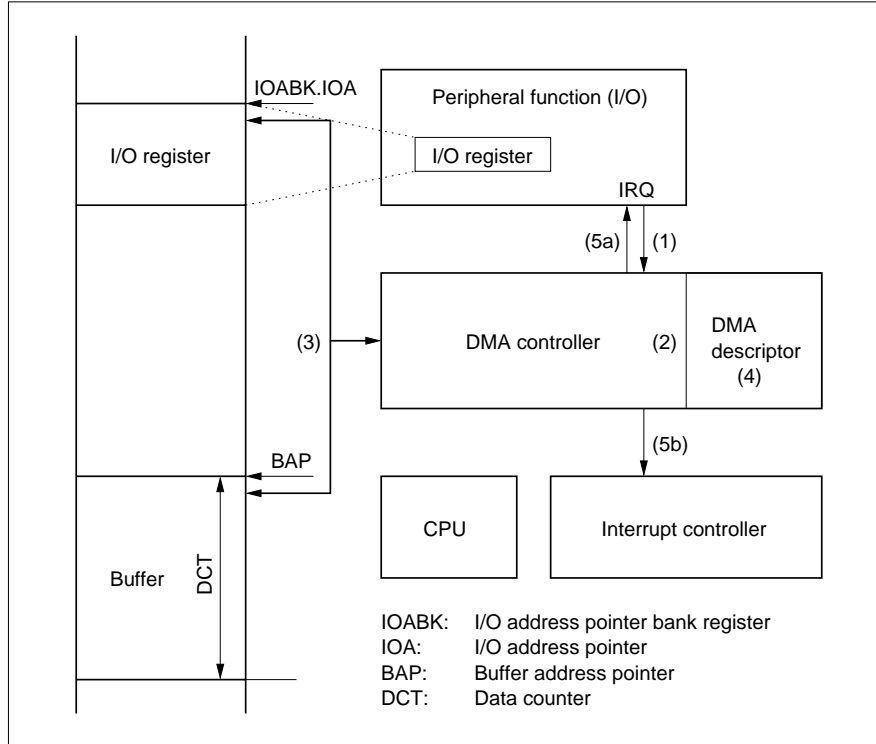 IOABK.IOA
Peripheral function (I/O)
I/O register
I/O register
IRQ
(5a)
(1)
(3)
DMA controller
(2)
DMA
descriptor
(4)
(5b)
BAP
CPU
Interrupt controller
Buffer
DCT
IOABK: I/O address pointer bank register
IOA: I/O address pointer
BAP: Buffer address pointer
DCT: Data counter